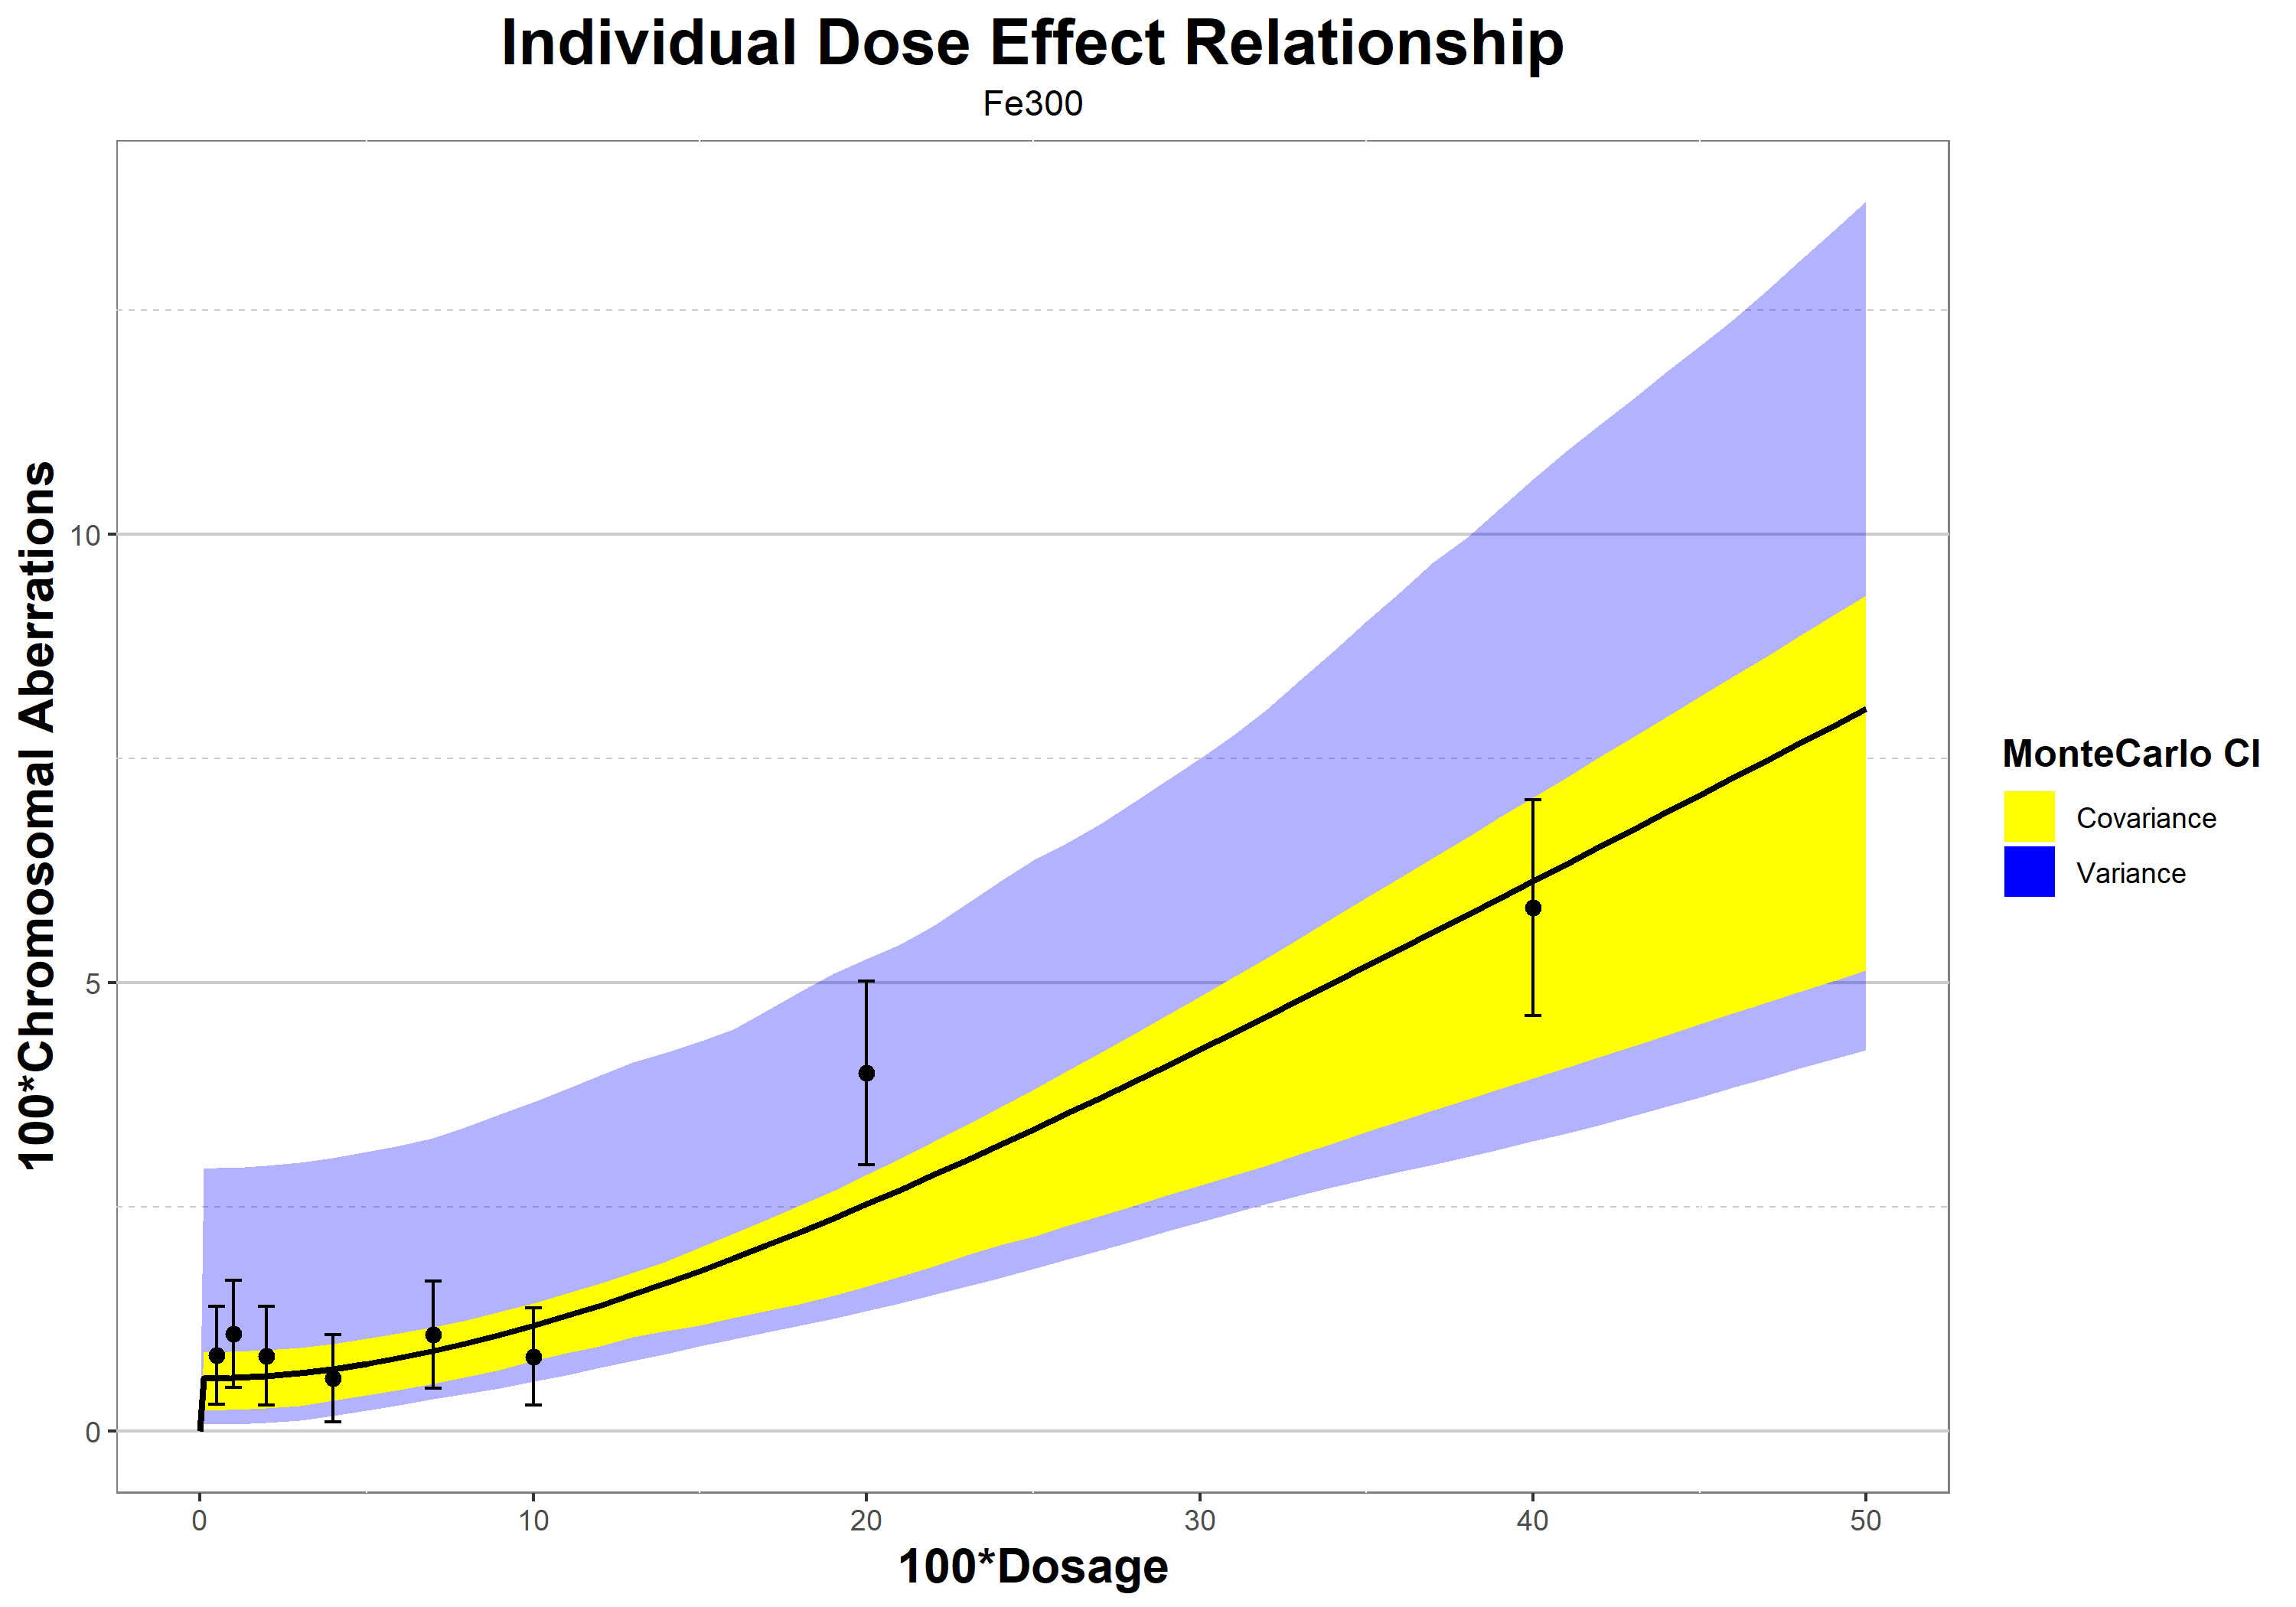 Individual Dose Effect Relationship
Fe300
100*Chromosomal Aberrations
10
5
0
0 10 20 30 40 50
100*Dosage
MonteCarlo CI
Covariance
Variance